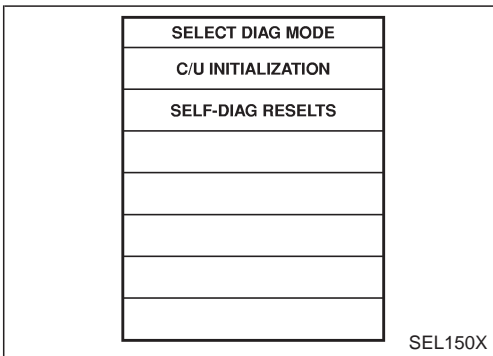 SELECT DIAG MODE
C/U INITIALIZATION
SELF-DIAG RESELTS
SEL150X